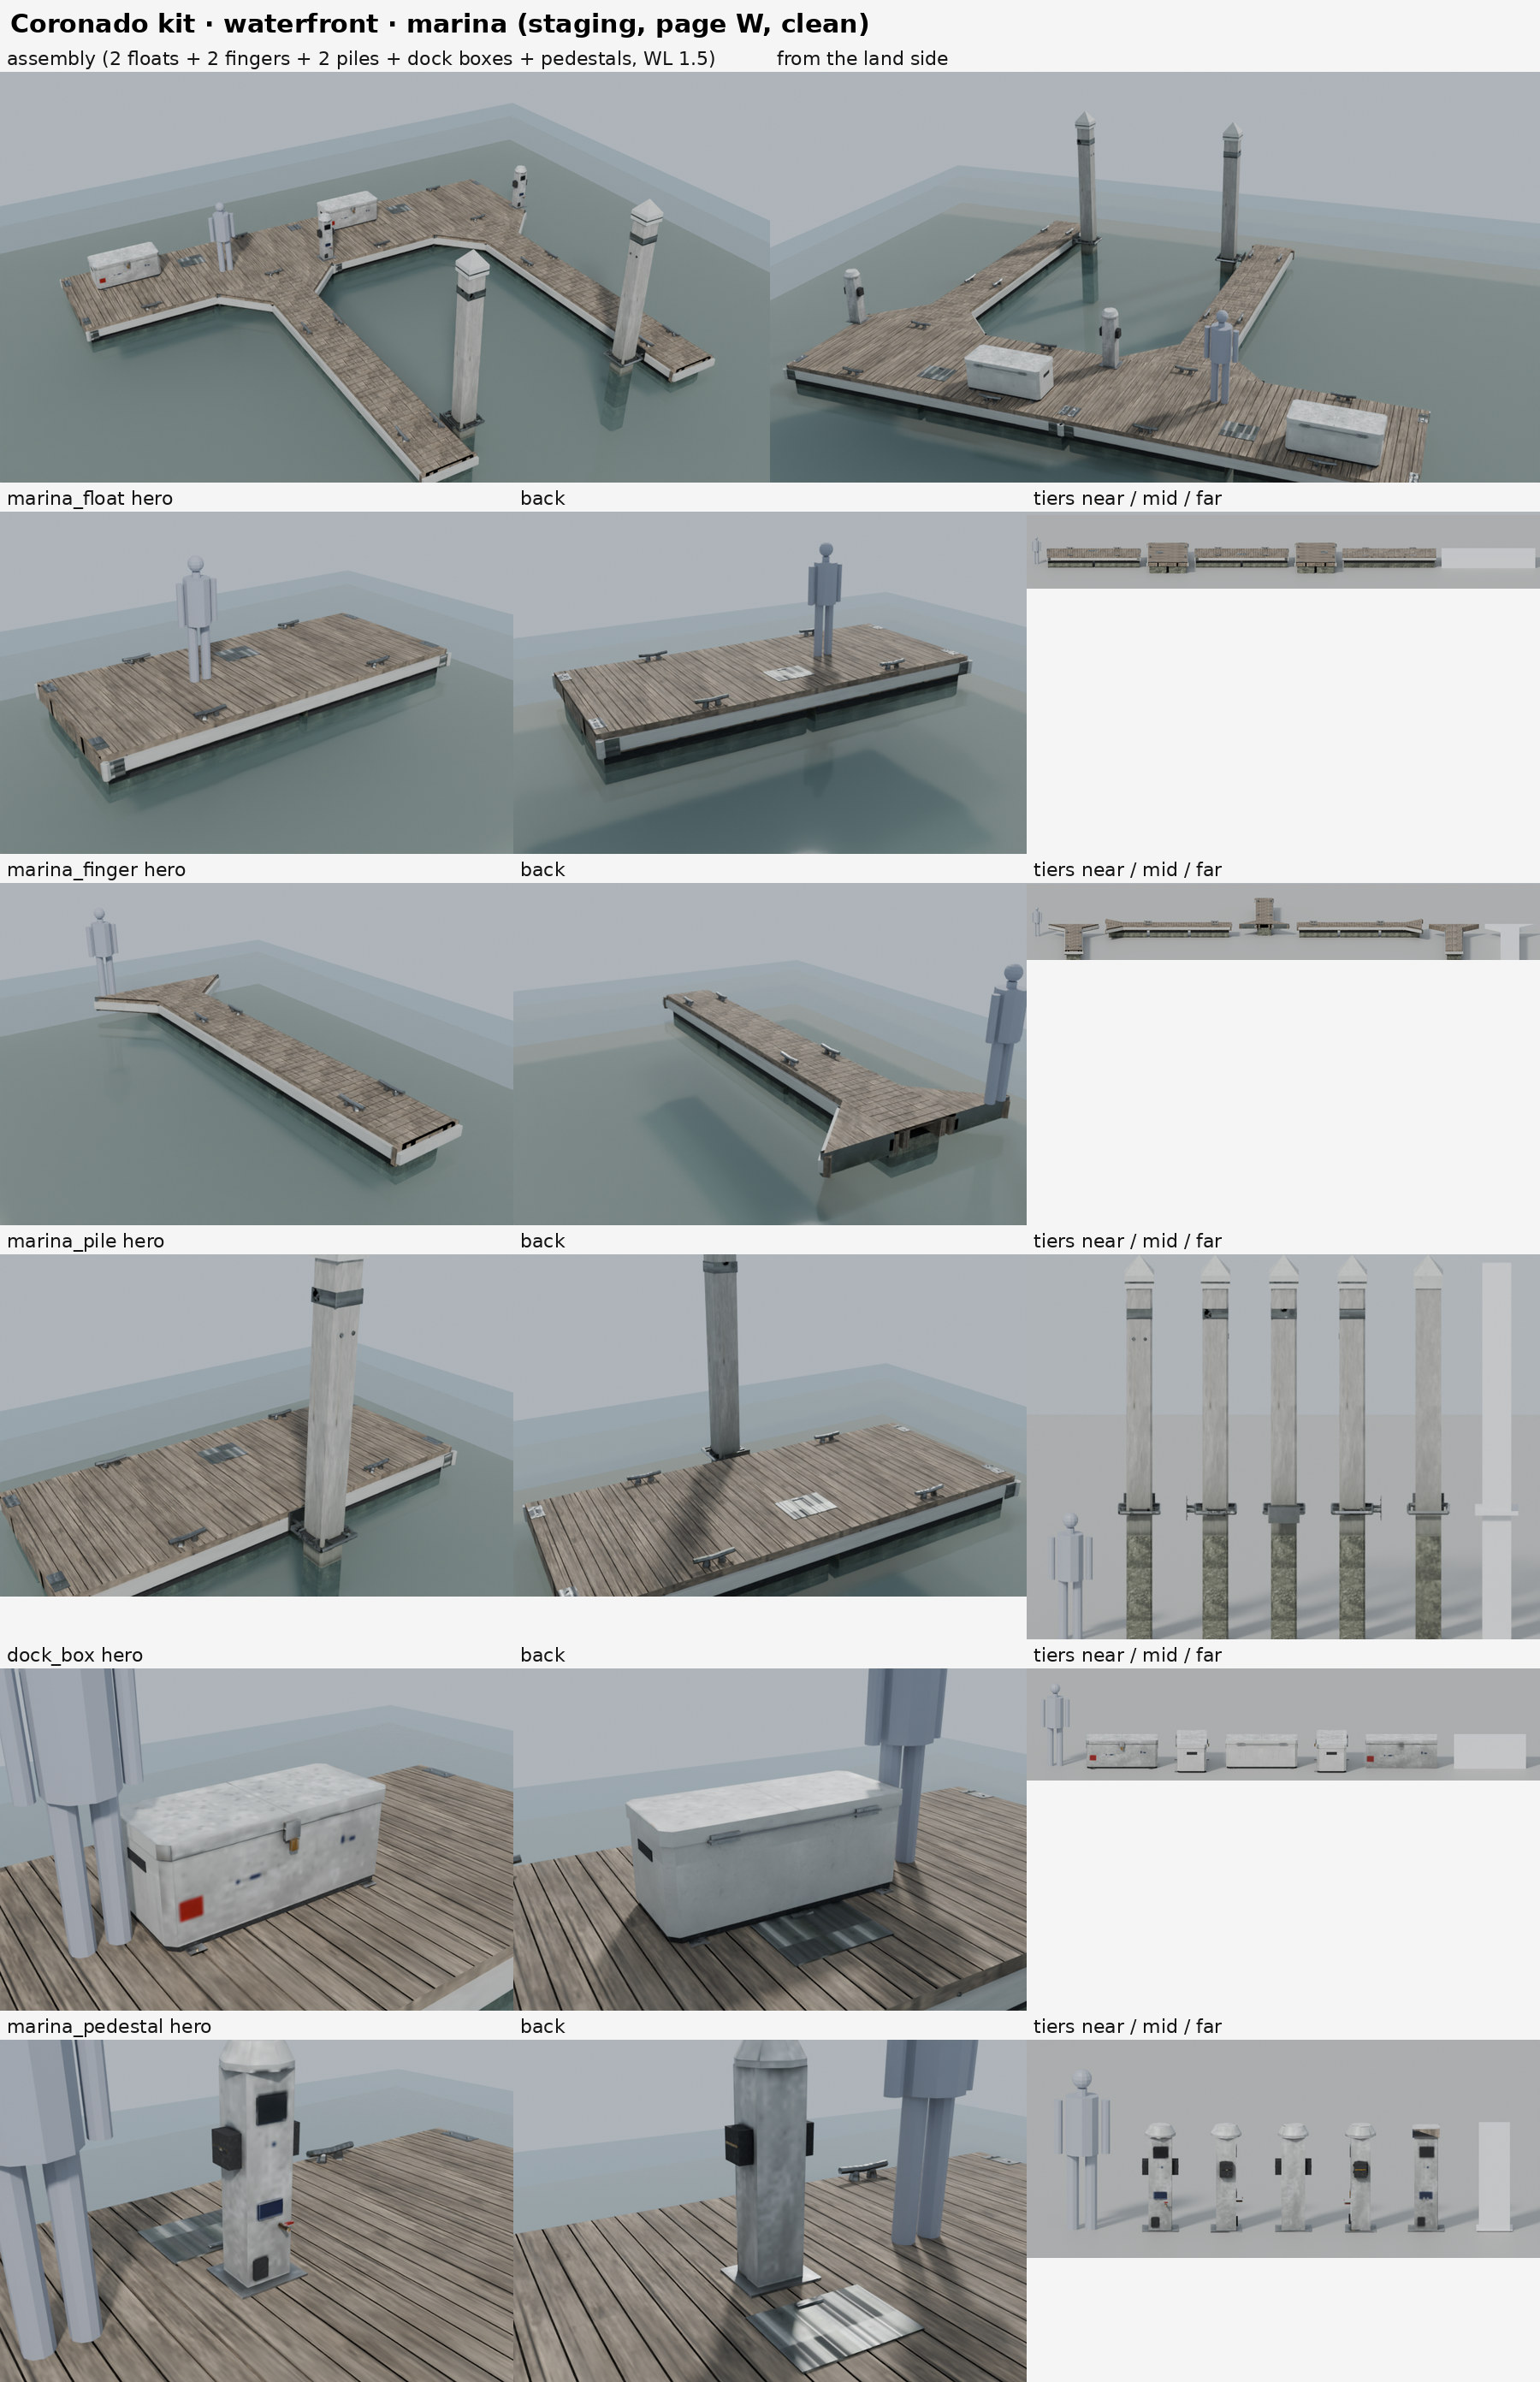 Coronado kit · waterfront · marina (staging, page W, clean)
assembly (2 floats + 2 fingers + 2 piles + dock boxes + pedestals, WL 1.5)
from the land side
marina_float hero
back
tiers near / mid / far
marina_finger hero
back
tiers near / mid / far
marina_pile hero
back
tiers near / mid / far
dock_box hero
back
tiers near / mid / far
marina_pedestal hero
back
tiers near / mid / far